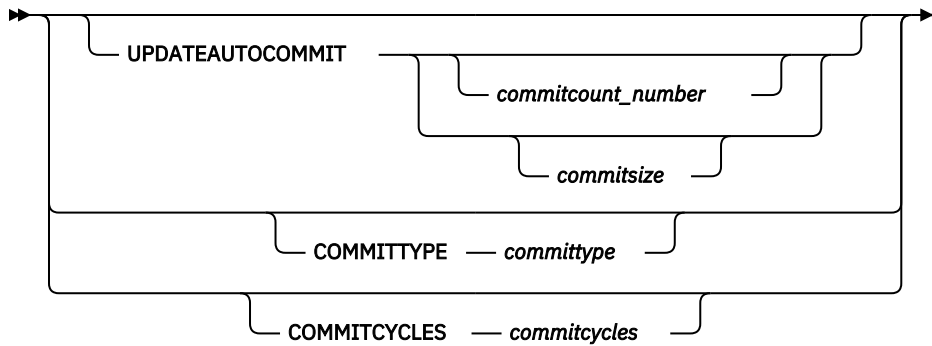 UPDATEAUTOCOMMIT
commitcount_number
commitsize
COMMITTYPE committype
COMMITCYCLES commitcycles